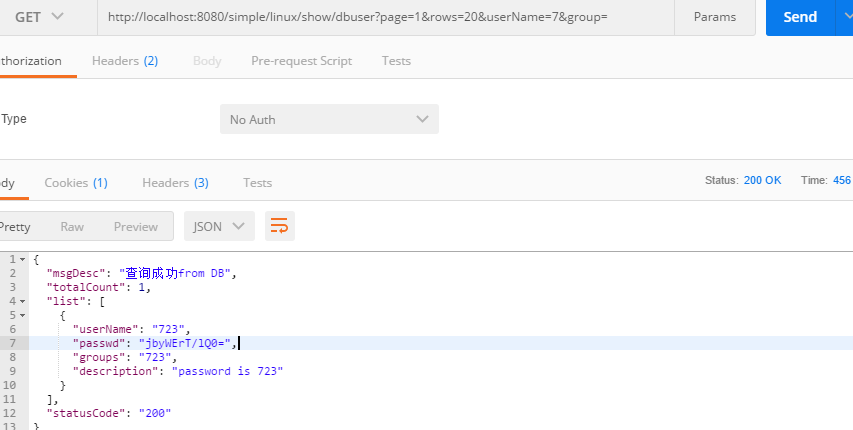 GET http://localhost:8080/simple/linux/show/dbuser?page=1&rows=20&userName=7&group= Params Send
thorization Headers (2) Body Pre-request Script Tests
Type No Auth
dy Cookies (1) Headers (3) Tests Status: 200 OK Time: 456
Pretty Raw Preview JSON
1 {
2 "msgDesc": "查询成功from DB",
3 "totalCount": 1,
4 "list": [
5 {
6 "userName": "723",
7 "passwd": "jbyWErT/lQ0=",
8 "groups": "723",
9 "description": "password is 723"
10 }
11 ],
12 "statusCode": "200"
13 }